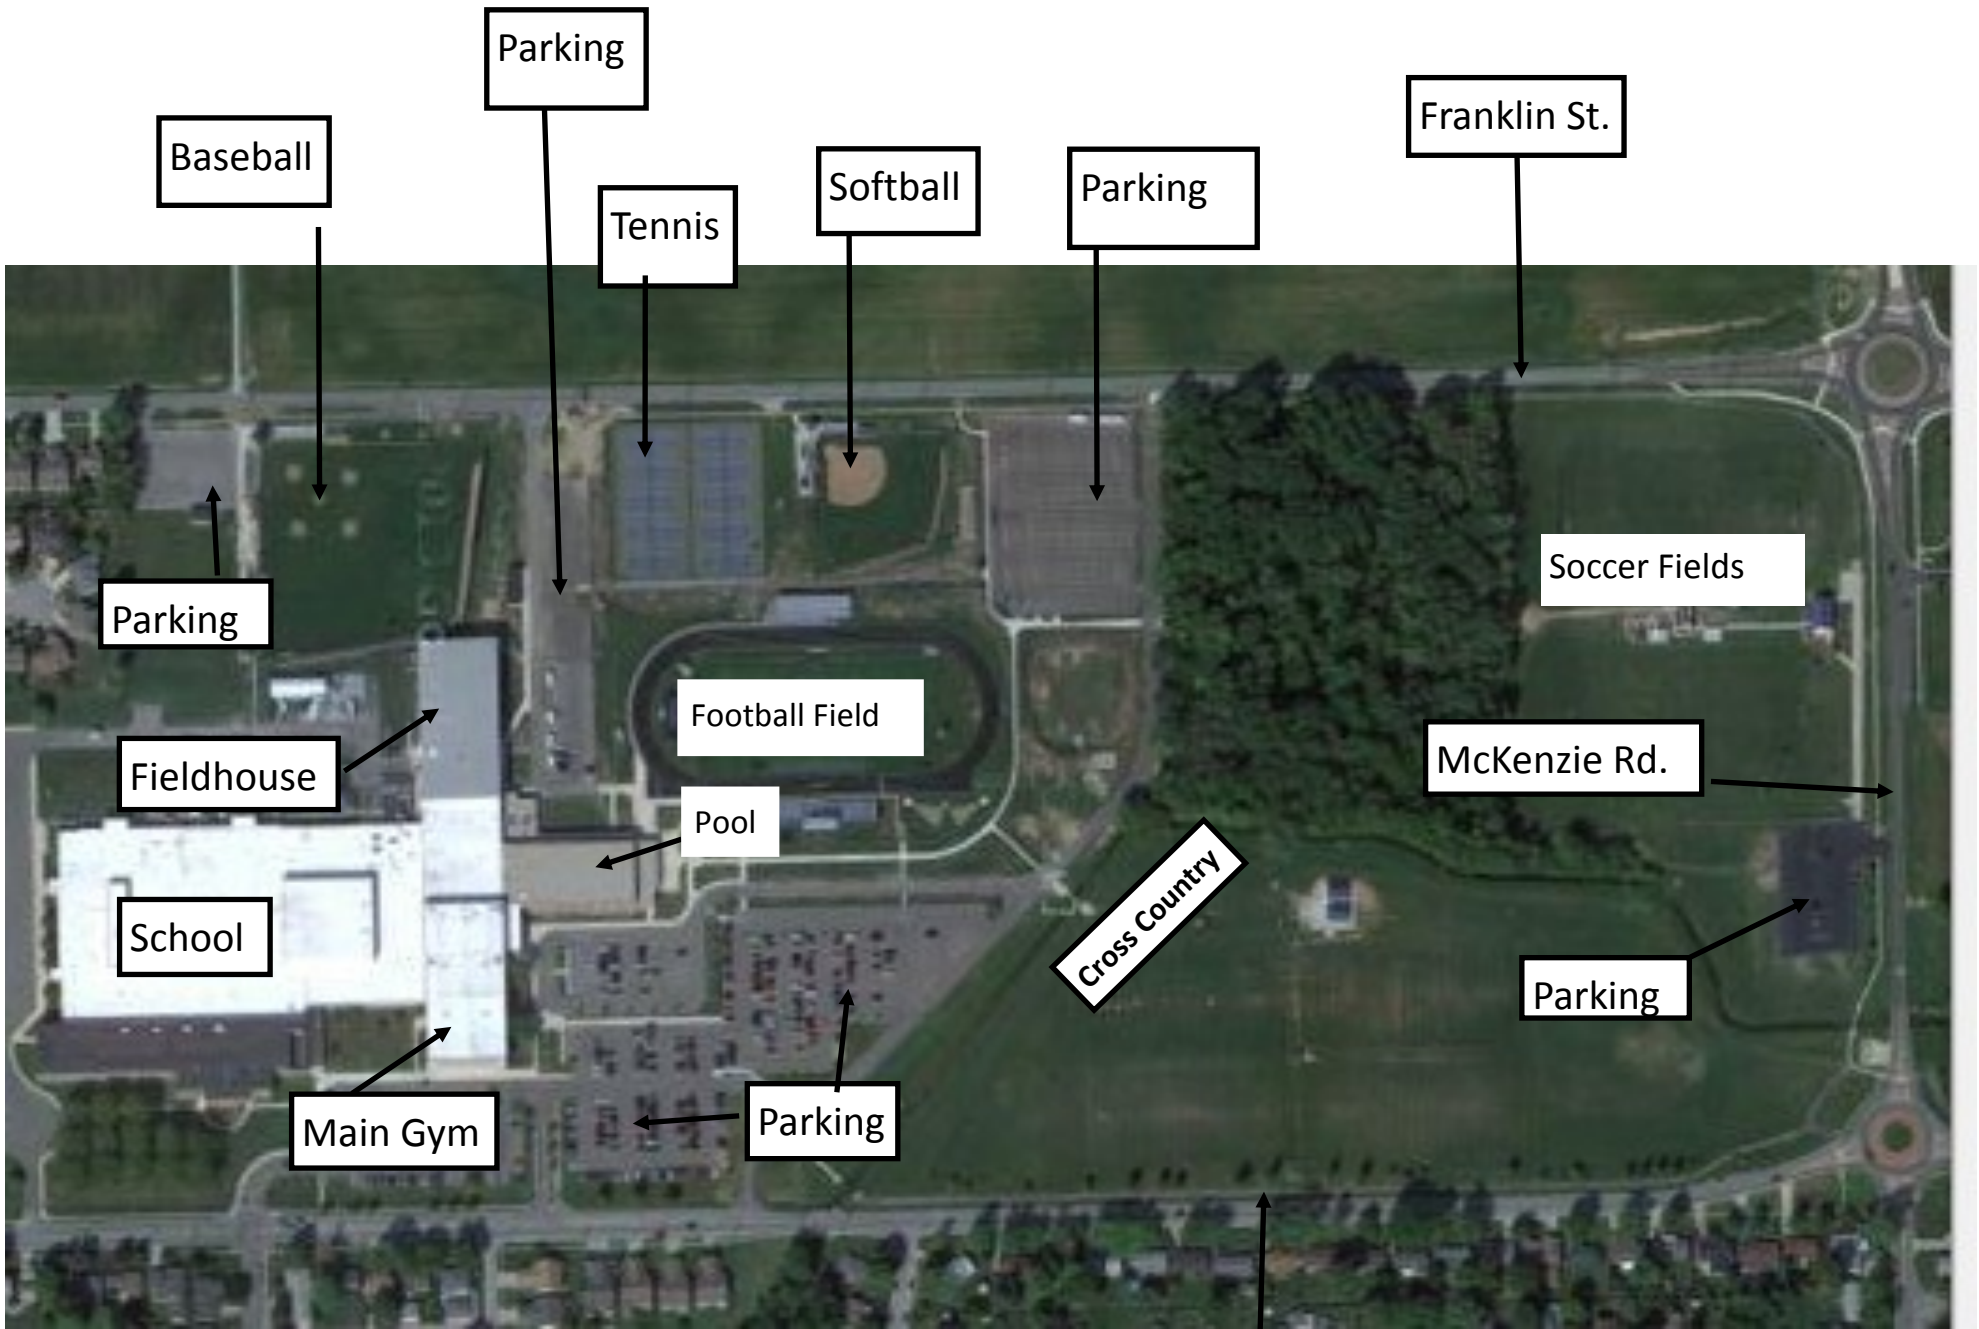 Parking
Franklin St.
Baseball
Softball
Parking
Tennis
Soccer Fields
Parking
Football Field
McKenzie Rd.
Fieldhouse
Pool
Cross Country
School
Parking
Main Gym
Parking